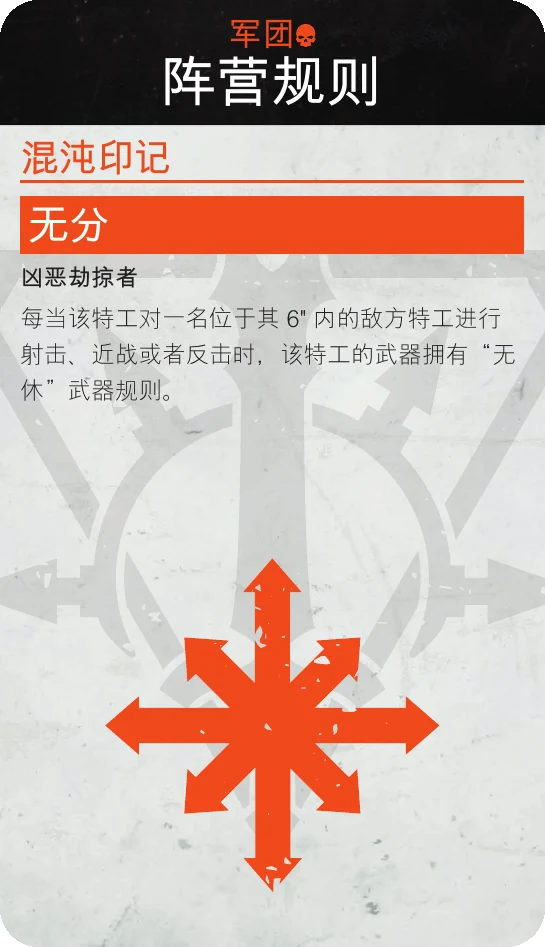 军团
阵营规则
混沌印记
无分
凶恶劫掠者
每当该特工对一名位于其 6" 内的敌方特工进行
射击、近战或者反击时，该特工的武器拥有“无
休”武器规则。